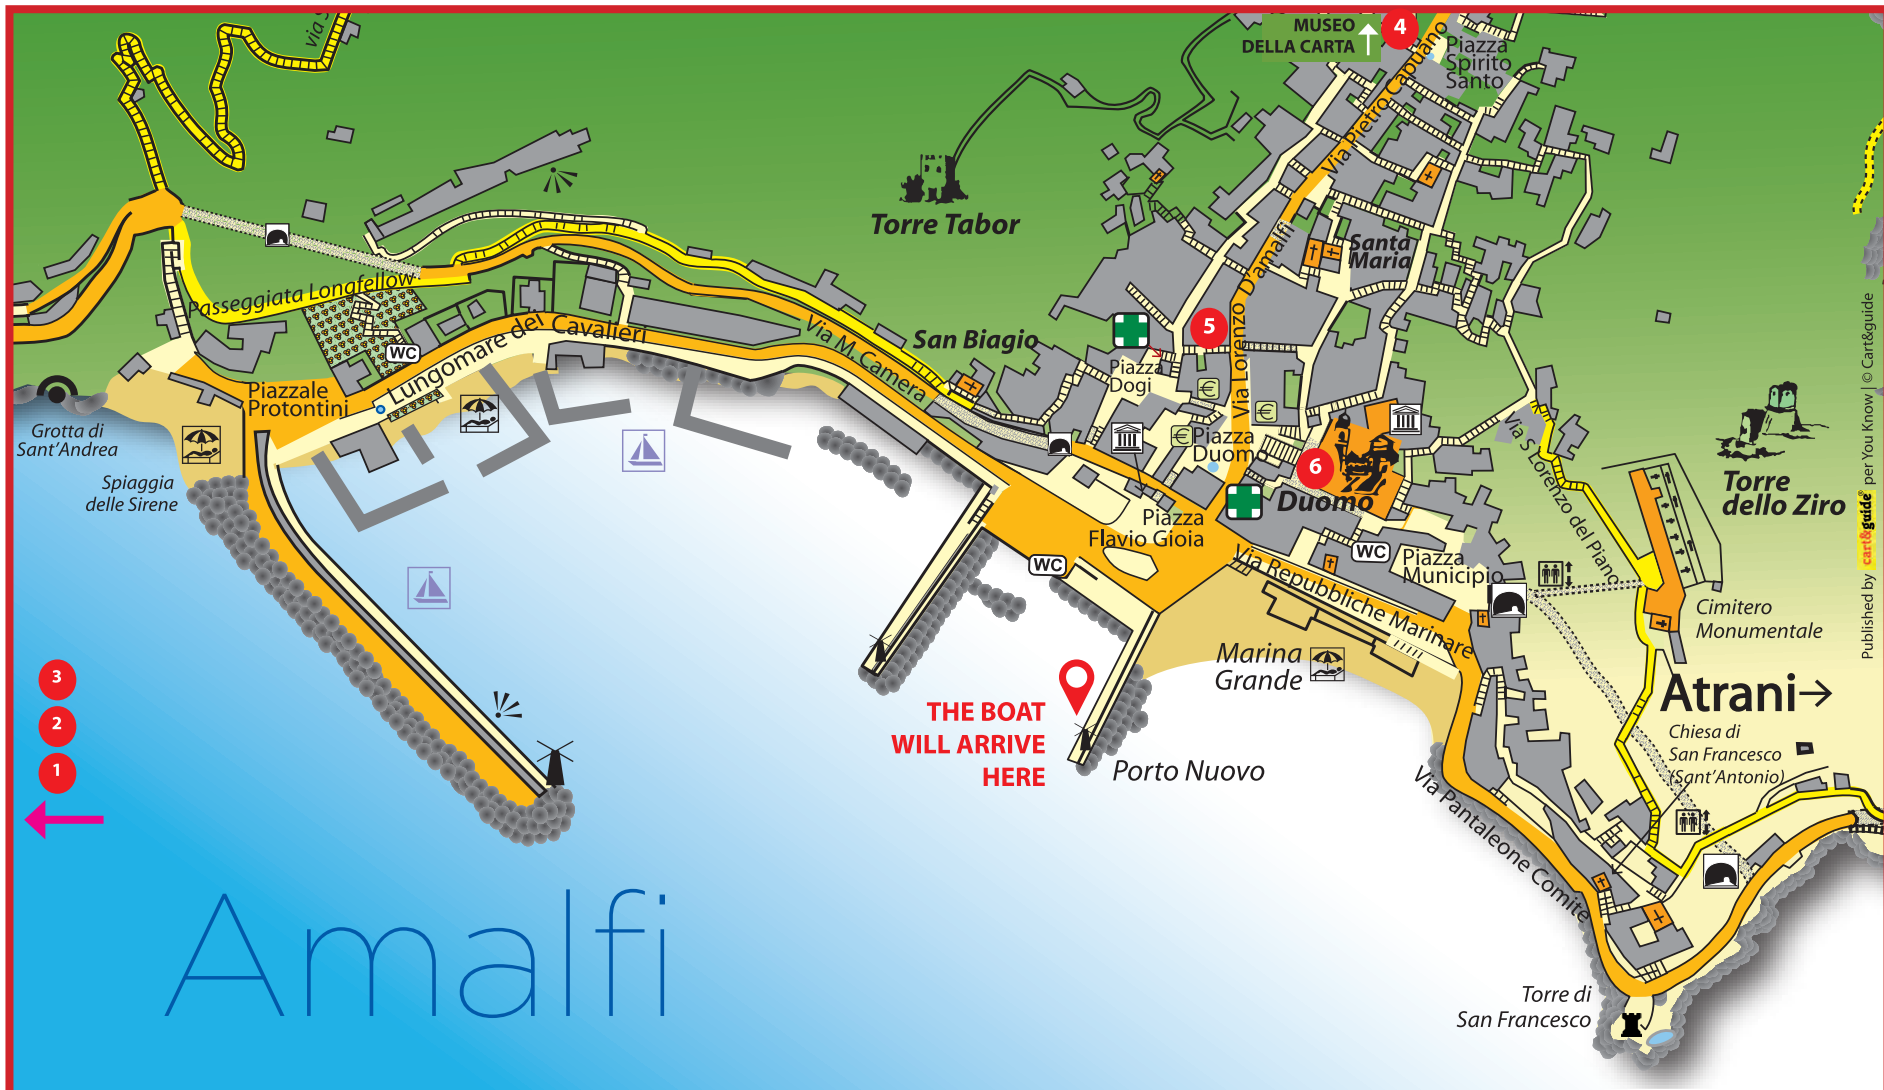 via
MUSEO
DELLA CARTA
4
Piazza
Spirito
Santo
Via Pietro Capuano
Torre Tabor
Santa
Maria
Via Lorenzo D'amalfi
Passeggiata Longfellow
Lungomare dei Cavalieri
WC
Via M. Camera
San Biagio
5
Piazza
Dogi
€
€
€
Piazza
Duomo
6
Duomo
Piazzale
Protontini
Grotta di
Sant'Andrea
Spiaggia
delle Sirene
Piazza
Flavio Gioia
WC
WC
Via Repubbliche Marinare
Piazza
Municipio
Via S. Lorenzo del Piano
Torre
dello Ziro
Cimitero
Monumentale
Published by cart&guide® per You Know | © Cart&guide
Marina
Grande
Atrani
Chiesa di
San Francesco
(Sant'Antonio)
3
2
1
THE BOAT
WILL ARRIVE
HERE
Porto Nuovo
Via Pantaleone Comite
Amalfi
Torre di
San Francesco